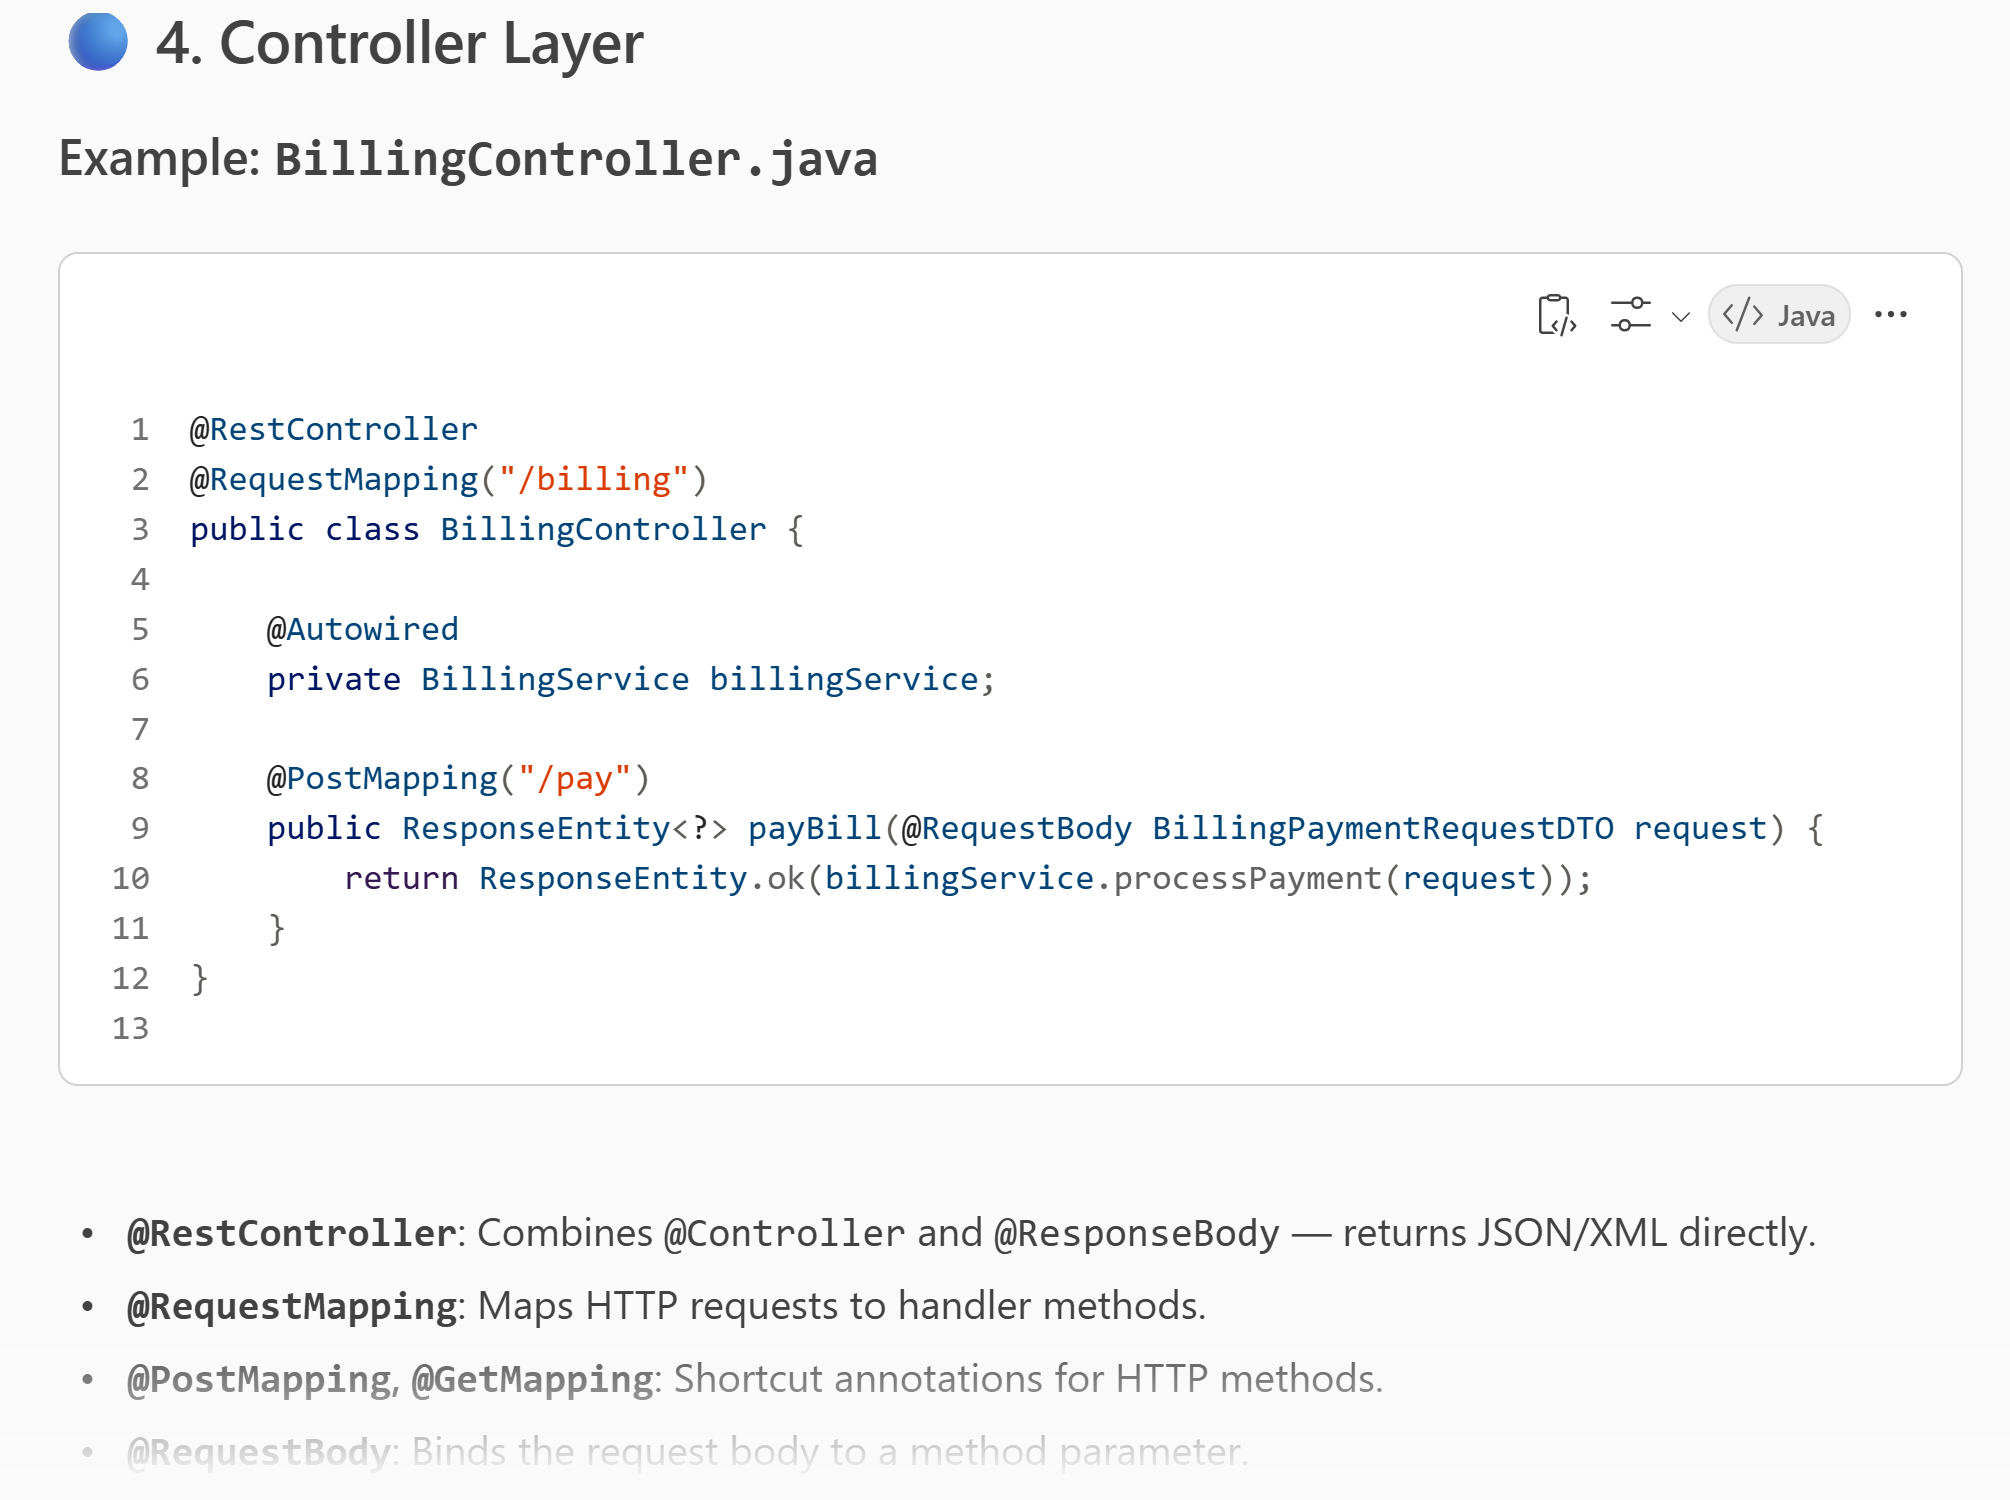 4. Controller Layer
Example: BillingController.java
Java
1 @RestController
2 @RequestMapping("/billing")
3 public class BillingController {
4
5     @Autowired
6     private BillingService billingService;
7
8     @PostMapping("/pay")
9     public ResponseEntity<?> payBill(@RequestBody BillingPaymentRequestDTO request) {
10         return ResponseEntity.ok(billingService.processPayment(request));
11     }
12 }
13
• @RestController: Combines @Controller and @ResponseBody — returns JSON/XML directly.
• @RequestMapping: Maps HTTP requests to handler methods.
• @PostMapping, @GetMapping: Shortcut annotations for HTTP methods.
• @RequestBody: Binds the request body to a method parameter.